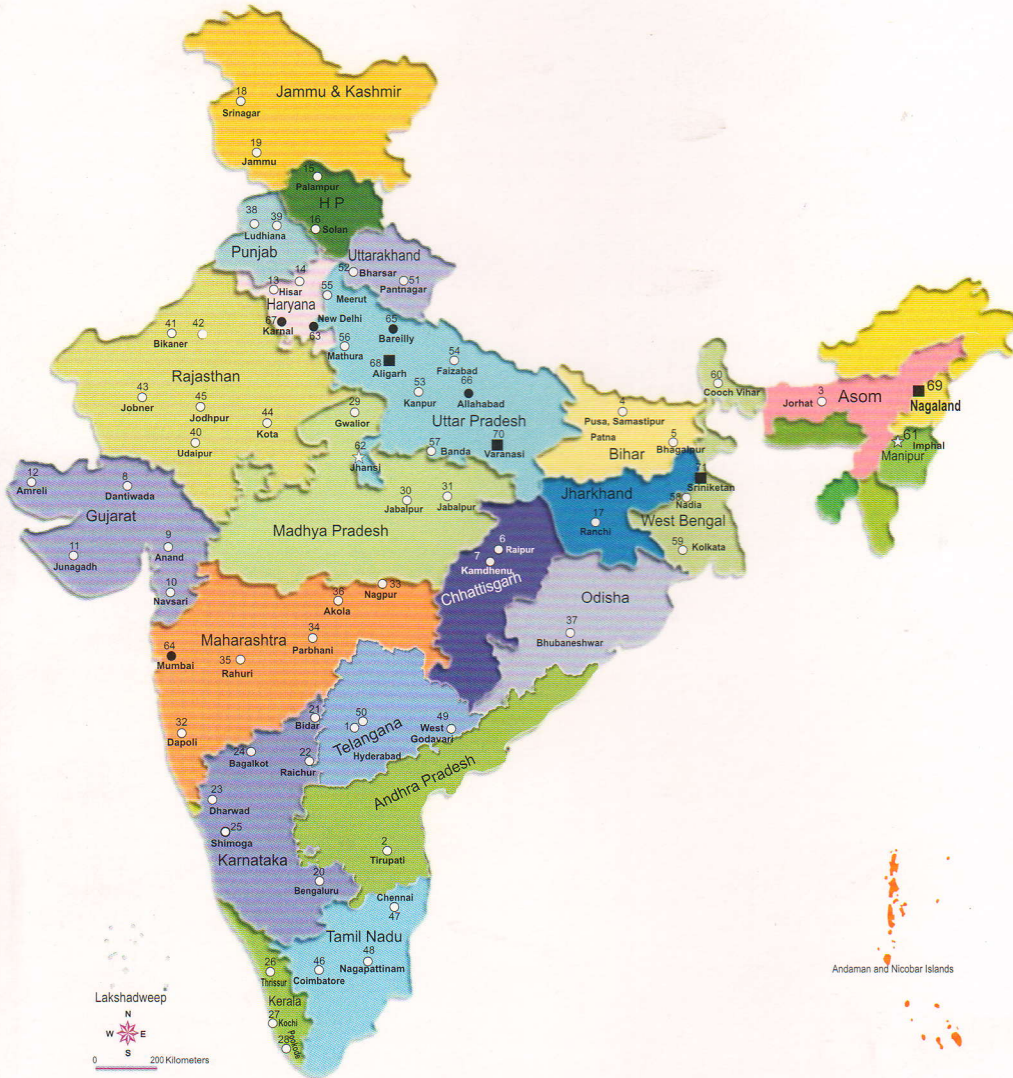 18
Jammu & Kashmir
Srinagar
19
Jammu
15
Palampur
H P
38
39
16
Solan
Ludhiana
Punjab
Uttarakhand
52
Bharsar
51
Pantnagar
14
13
Hisar
55
Meerut
Haryana
67
Karnal
New Delhi
63
65
Bareilly
41
42
Bikaner
56
Mathura
68
Aligarh
54
Faizabad
Rajasthan
43
Jobner
45
Jodhpur
44
Kota
40
Udaipur
29
Gwalior
53
Kanpur
66
Allahabad
Uttar Pradesh
62
Jhansi
57
Banda
70
Varanasi
60
Cooch Vihar
3
Jorhat
Asom
69
Nagaland
61
Imphal
Manipur
4
Pusa, Samastipur
Patna
5
Bhagalpur
Bihar
12
Amreli
8
Dantiwada
Gujarat
9
Anand
11
Junagadh
10
Navsari
30
Jabalpur
31
Jabalpur
Madhya Pradesh
Jharkhand
17
Ranchi
71
Sriniketan
58
Nadia
West Bengal
59
Kolkata
6
Raipur
7
Kamdhenu
Chhattisgarh
Odisha
37
Bhubaneshwar
33
Nagpur
36
Akola
Maharashtra
34
Parbhani
64
Mumbai
35
Rahuri
32
Dapoli
21
Bidar
50
1
Telangana
Hyderabad
49
West
Godavari
24
Bagalkot
22
Raichur
Andhra Pradesh
23
Dharwad
25
Shimoga
Karnataka
2
Tirupati
20
Bengaluru
Chennai
47
Tamil Nadu
26
Thrissur
46
Coimbatore
48
Nagapattinam
Kerala
27
Kochi
28
Andaman and Nicobar Islands
Lakshadweep
N
W E
S
0 200 Kilometers